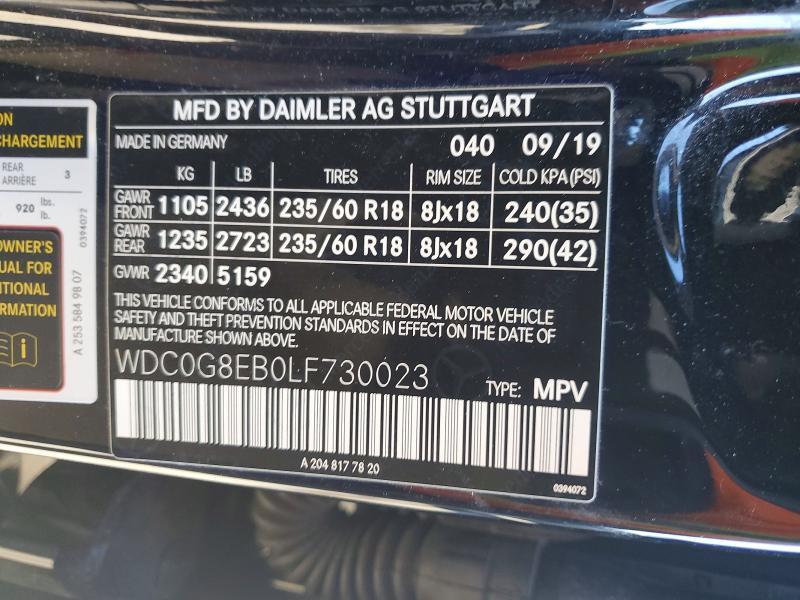 DAIMLER AG STUTTGART
ON
CHARGEMENT
REAR
ARRIÈRE 3
920 lbs.
lb.
0394072
OWNER'S
UAL FOR
ITIONAL
RMATION
A 253 584 98 07
MFD BY DAIMLER AG STUTTGART
MADE IN GERMANY 040 09/19
KG LB TIRES RIM SIZE COLD KPA(PSI)
GAWR FRONT 1105 2436 235/60 R18 8Jx18 240(35)
GAWR REAR 1235 2723 235/60 R18 8Jx18 290(42)
GVWR 2340 5159
THIS VEHICLE CONFORMS TO ALL APPLICABLE FEDERAL MOTOR VEHICLE
SAFETY AND THEFT PREVENTION STANDARDS IN EFFECT ON THE DATE OF
MANUFACTURE SHOWN ABOVE.
WDC0G8EB0LF730023
TYPE: MPV
A 204 817 78 20
0394072